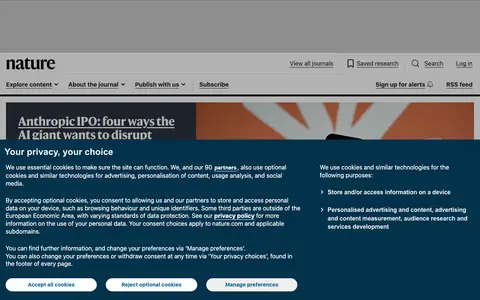 nature
View all journals
Saved research
Search
Log in
Explore content
About the journal
Publish with us
Subscribe
Sign up for alerts
RSS feed
Anthropic IPO: four ways the
AI giant wants to disrupt
Your privacy, your choice
We use essential cookies to make sure the site can function. We, and our 90 partners, also use optional
cookies and similar technologies for advertising, personalisation of content, usage analysis, and
social media.
By accepting optional cookies, you consent to allowing us and our partners to store and access personal
data on your device, such as browsing behaviour and unique identifiers. Some third parties are outside of the
European Economic Area, with varying standards of data protection. See our privacy policy for more
information on the use of your personal data. Your consent choices apply to nature.com and applicable
subdomains.
You can find further information, and change your preferences via 'Manage preferences'.
You can also change your preferences or withdraw consent at any time via 'Your privacy choices', found in
the footer of every page.
Accept all cookies
Reject optional cookies
Manage preferences
We use cookies and similar technologies for the
following purposes:
Store and/or access information on a device
Personalised advertising and content, advertising
and content measurement, audience research and
services development